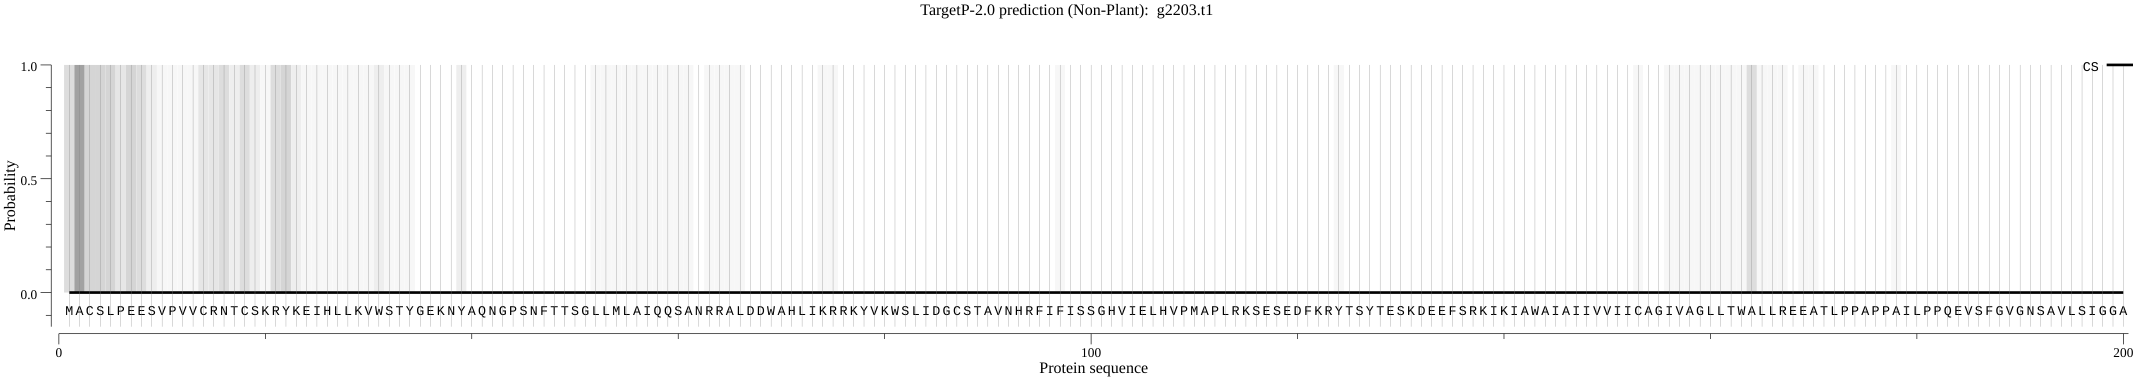 TargetP-2.0 prediction (Non-Plant): g2203.t1
1.0
CS
0.5
Probability
0.0
MACSLPEESVPVVCRNTCSKRYKEIHLLKVWSTYGEKNYAQNGPSNFTTSGLLMLAIQQSANRRALDDWAHLIKRRKYVKWSLIDGCSTAVNHRFIFISSGHVIELHVPMAPLRKSESEDFKRYTSYTESKDEEFSRKIKIAWAIAIIVVIICAGIVAGLLTWALLREEATLPPAPPAILPPQEVSFGVGNSAVLSIGGA
0
100
200
Protein sequence